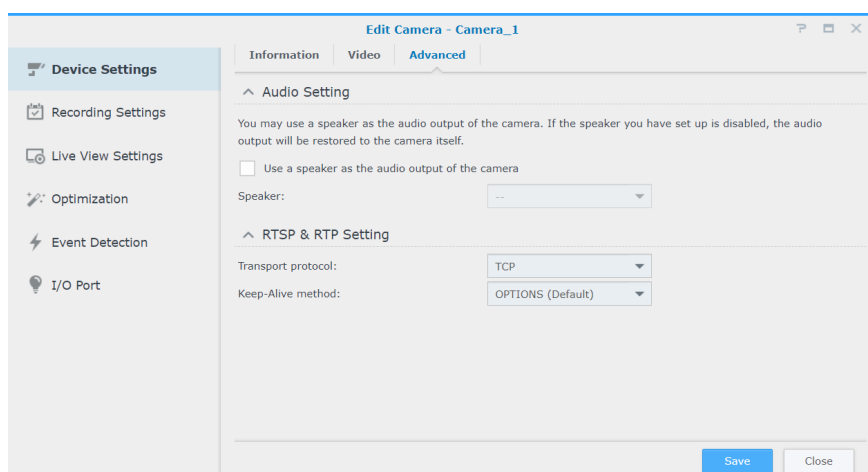 Edit Camera - Camera_1
Device Settings
Recording Settings
Live View Settings
Optimization
Event Detection
I/O Port
Information Video Advanced
Audio Setting
You may use a speaker as the audio output of the camera. If the speaker you have set up is disabled, the audio
output will be restored to the camera itself.
Use a speaker as the audio output of the camera
Speaker: --
RTSP & RTP Setting
Transport protocol: TCP
Keep-Alive method: OPTIONS (Default)
Save Close